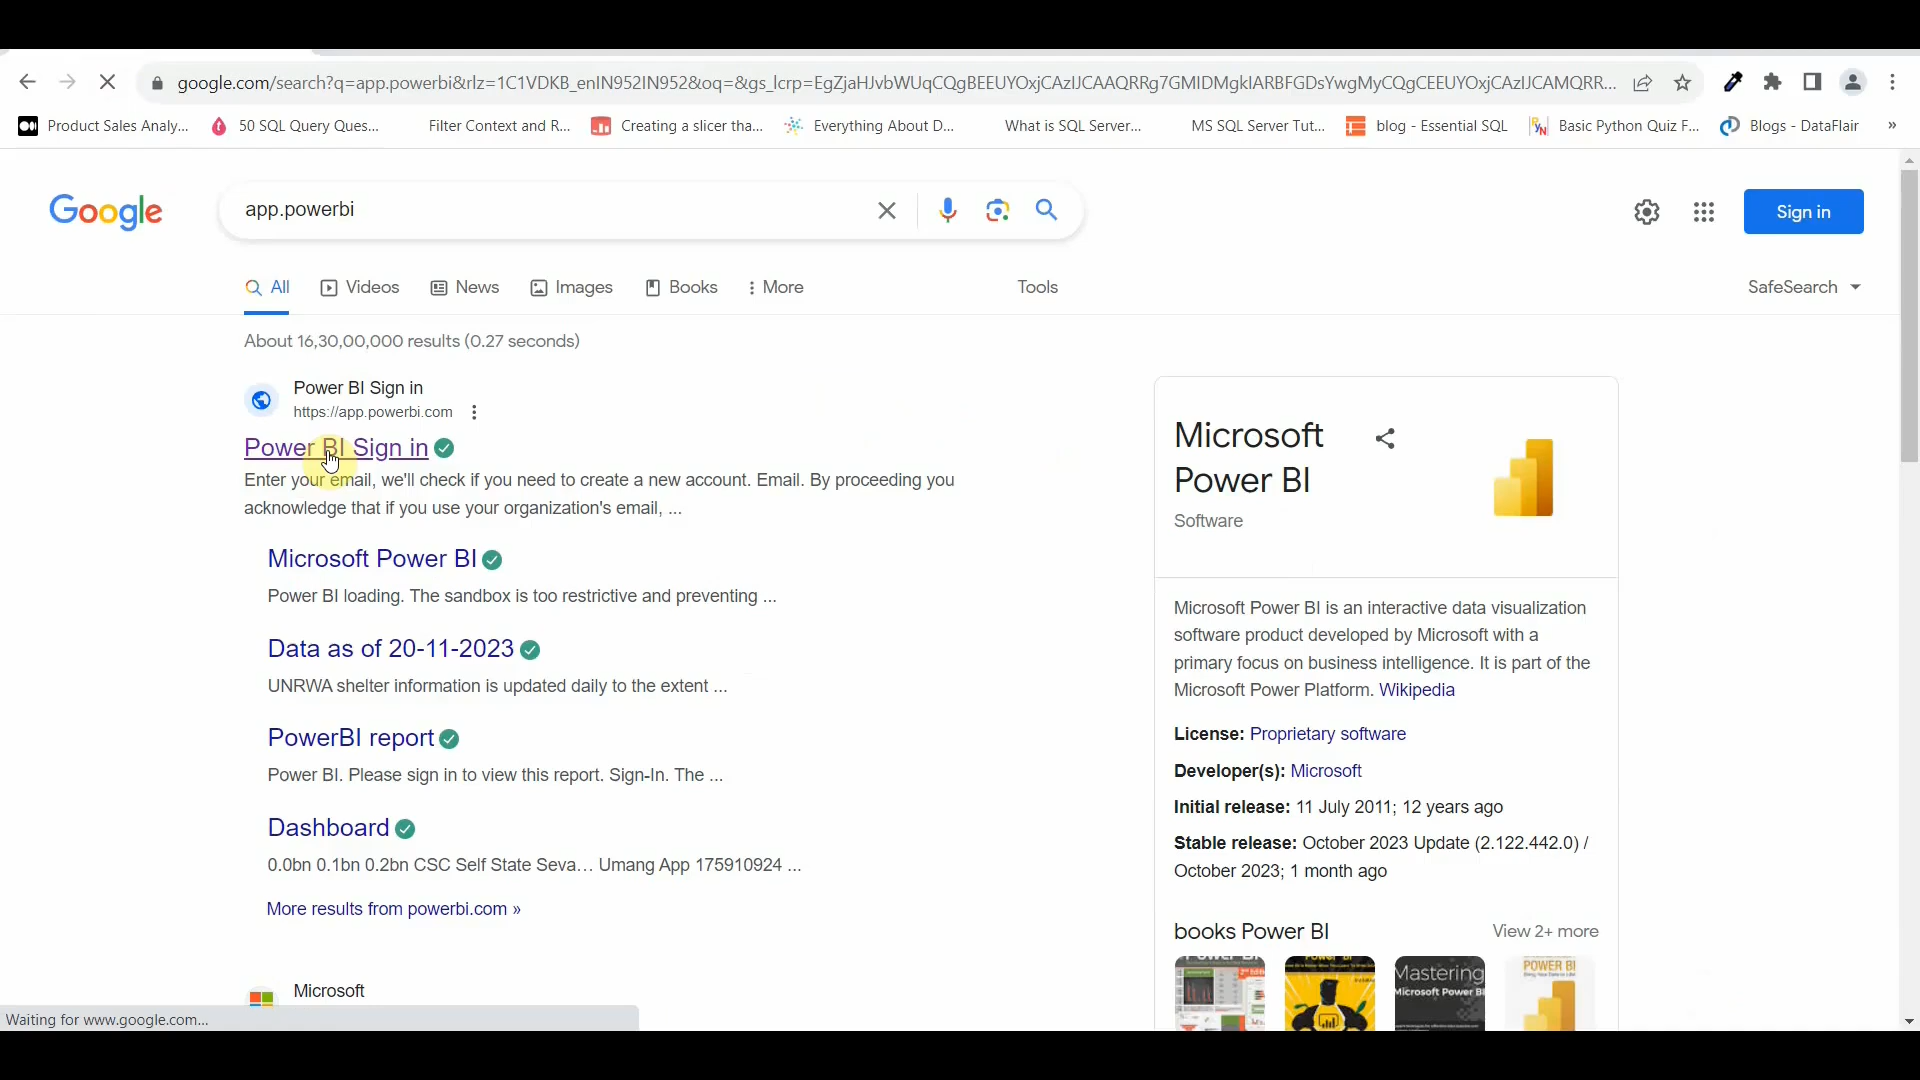 google.com/search?q=app.powerbi&rlz=1C1VDKB_enIN952IN952&oq=&gs_lcrp=EgZjaHJvbWUqCQgBEEUYOxjCAzIJCAAQRRg7GMIDMgkIARBFGDsYwgMyCQgCEEUYOxjCAzIJCAMQRR...
Product Sales Analy... 50 SQL Query Ques... Filter Context and R... Creating a slicer tha... Everything About D... What is SQL Server... MS SQL Server Tut... blog - Essential SQL Basic Python Quiz F... Blogs - DataFlair »
Google app.powerbi Sign in
All Videos News Images Books More Tools SafeSearch
About 16,30,00,000 results (0.27 seconds)
Power BI Sign in
https://app.powerbi.com
Power BI Sign in
Enter your email, we'll check if you need to create a new account. Email. By proceeding you
acknowledge that if you use your organization's email, ...
Microsoft Power BI
Power BI loading. The sandbox is too restrictive and preventing ...
Data as of 20-11-2023
UNRWA shelter information is updated daily to the extent ...
PowerBI report
Power BI. Please sign in to view this report. Sign-In. The ...
Dashboard
0.0bn 0.1bn 0.2bn CSC Self State Seva... Umang App 175910924 ...
More results from powerbi.com »
Microsoft
Waiting for www.google.com...
Microsoft
Power BI
Software
Microsoft Power BI is an interactive data visualization
software product developed by Microsoft with a
primary focus on business intelligence. It is part of the
Microsoft Power Platform. Wikipedia
License: Proprietary software
Developer(s): Microsoft
Initial release: 11 July 2011; 12 years ago
Stable release: October 2023 Update (2.122.442.0) /
October 2023; 1 month ago
books Power BI View 2+ more
Mastering
Microsoft Power BI
POWER BI